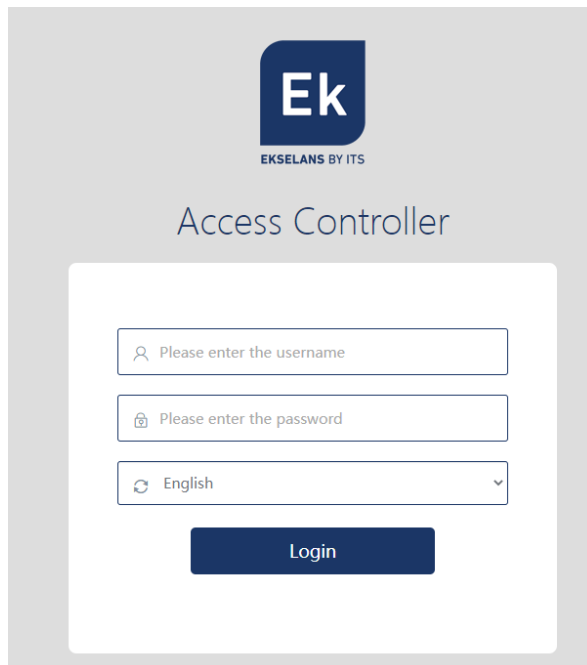 Ek
EKSELANS BY ITS
Access Controller
Please enter the username
Please enter the password
English
Login